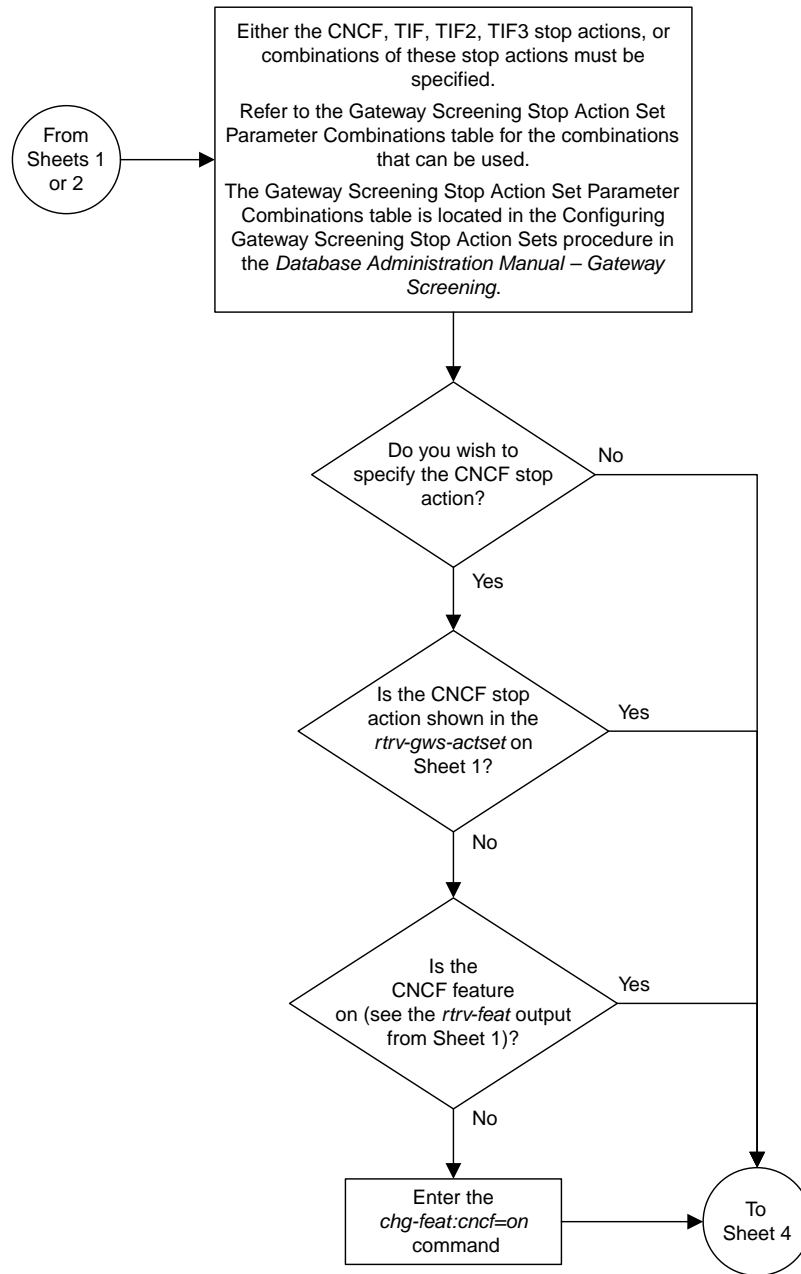 Either the CNCF, TIF, TIF2, TIF3 stop actions, or
combinations of these stop actions must be
specified.
Refer to the Gateway Screening Stop Action Set
Parameter Combinations table for the combinations
that can be used.
The Gateway Screening Stop Action Set Parameter
Combinations table is located in the Configuring
Gateway Screening Stop Action Sets procedure in
the Database Administration Manual – Gateway
Screening.
From
Sheets 1
or 2
Do you wish to
specify the CNCF stop
action?
No
Yes
Is the CNCF stop
action shown in the
rtrv-gws-actset on
Sheet 1?
Yes
No
Is the
CNCF feature
on (see the rtrv-feat output
from Sheet 1)?
Yes
No
Enter the
chg-feat:cncf=on
command
To
Sheet 4